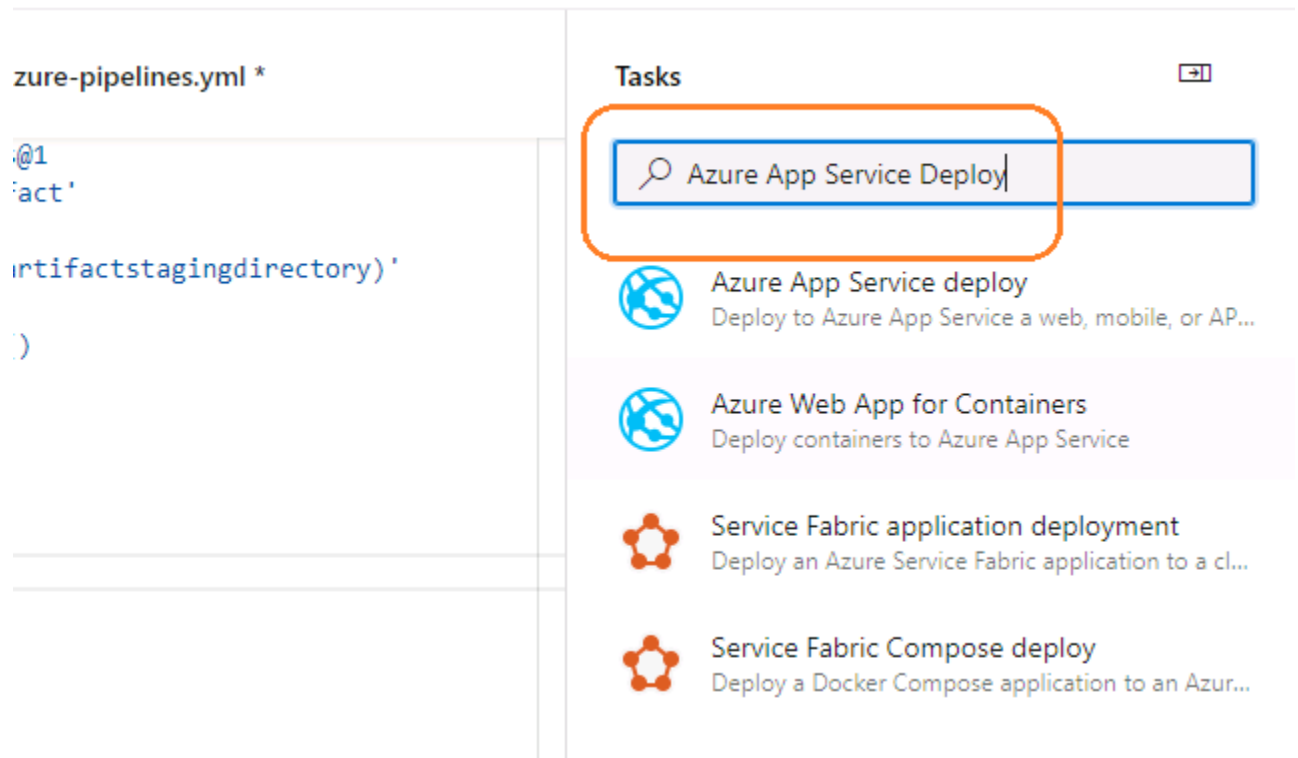 zure-pipelines.yml *
Tasks
@1
Azure App Service Deploy
act'
rtifactstagingdirectory)'
Azure App Service deploy
Deploy to Azure App Service a web, mobile, or AP...
)
Azure Web App for Containers
Deploy containers to Azure App Service
Service Fabric application deployment
Deploy an Azure Service Fabric application to a cl...
Service Fabric Compose deploy
Deploy a Docker Compose application to an Azur...